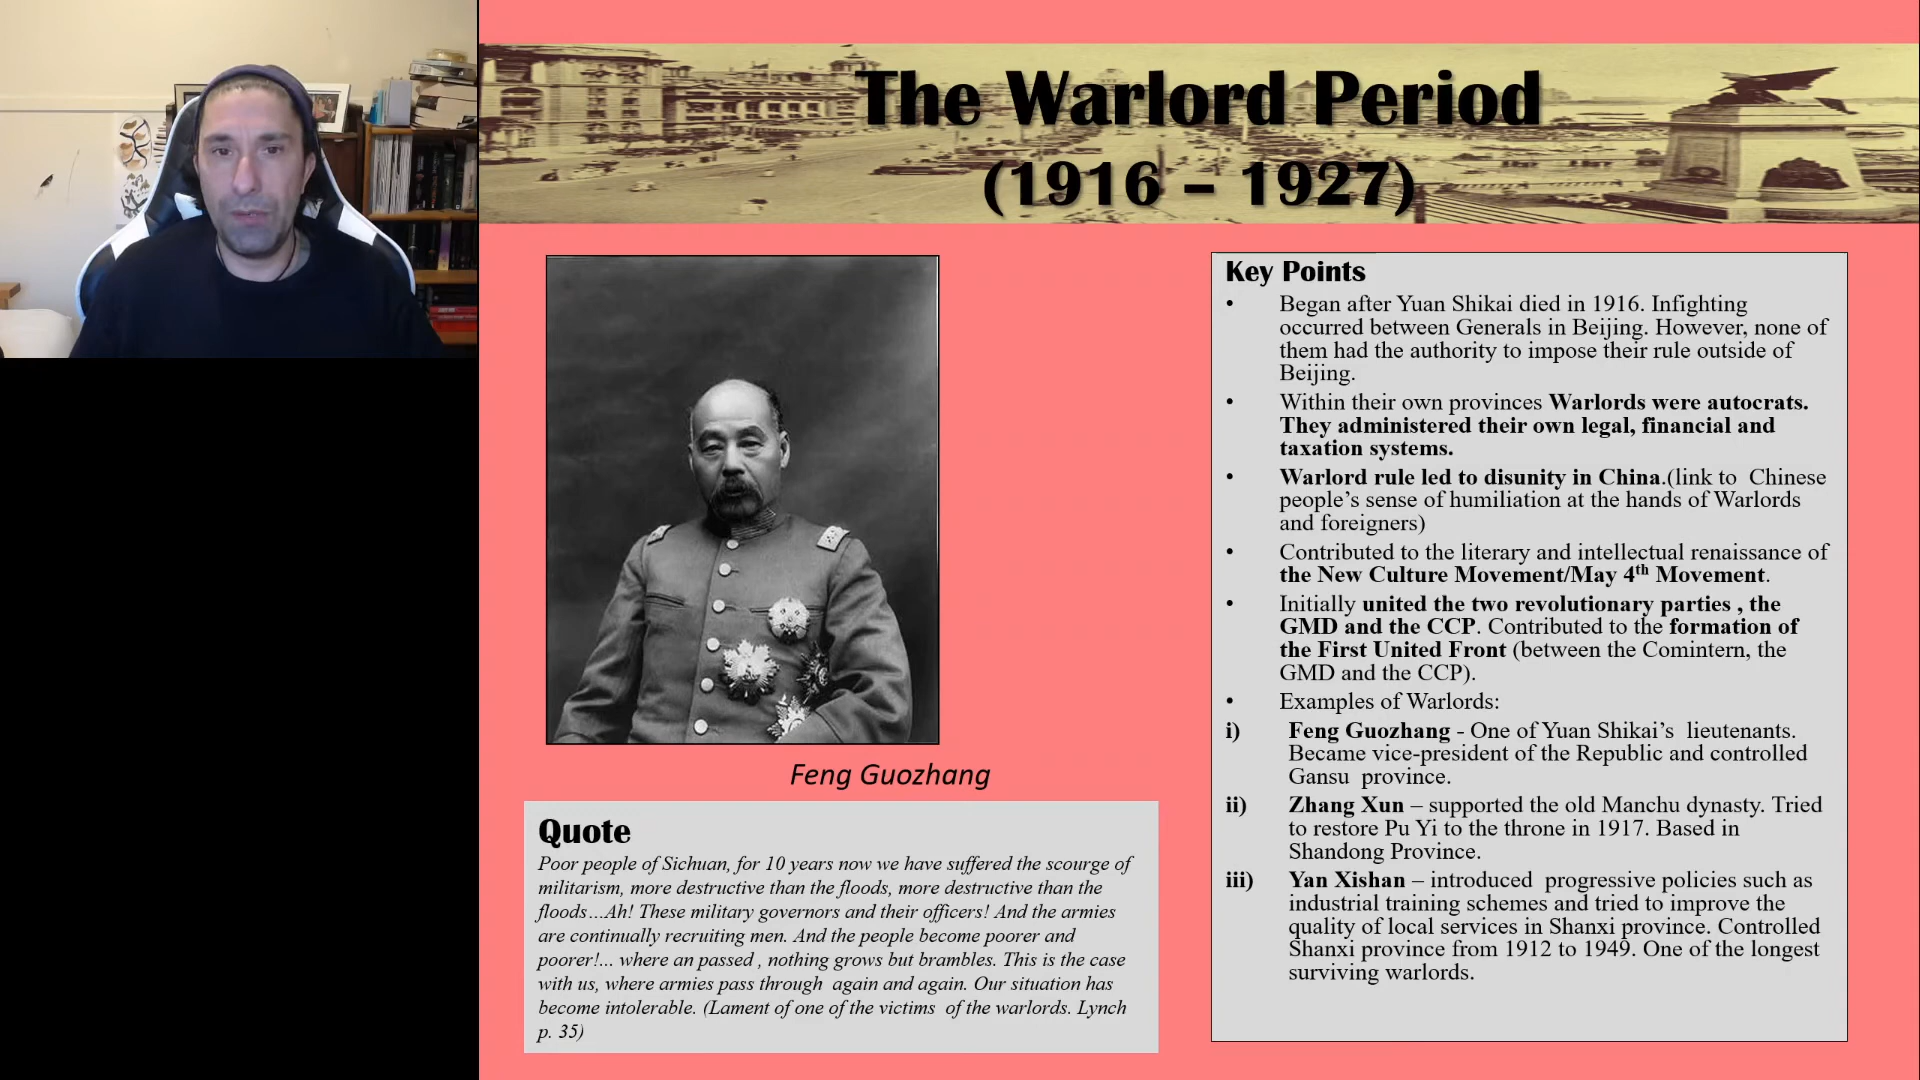 The Warlord Period
(1916 – 1927)
Feng Guozhang
Quote
Poor people of Sichuan, for 10 years now we have suffered the scourge of
militarism, more destructive than the floods, more destructive than the
floods…Ah! These military governors and their officers! And the armies
are continually recruiting men. And the people become poorer and
poorer!... where an passed , nothing grows but brambles. This is the case
with us, where armies pass through again and again. Our situation has
become intolerable. (Lament of one of the victims of the warlords. Lynch
p. 35)
Key Points
• Began after Yuan Shikai died in 1916. Infighting
occurred between Generals in Beijing. However, none of
them had the authority to impose their rule outside of
Beijing.
• Within their own provinces Warlords were autocrats.
They administered their own legal, financial and
taxation systems.
• Warlord rule led to disunity in China.(link to Chinese
people’s sense of humiliation at the hands of Warlords
and foreigners)
• Contributed to the literary and intellectual renaissance of
the New Culture Movement/May 4th Movement.
• Initially united the two revolutionary parties , the
GMD and the CCP. Contributed to the formation of
the First United Front (between the Comintern, the
GMD and the CCP).
• Examples of Warlords:
i) Feng Guozhang - One of Yuan Shikai’s lieutenants.
Became vice-president of the Republic and controlled
Gansu province.
ii) Zhang Xun – supported the old Manchu dynasty. Tried
to restore Pu Yi to the throne in 1917. Based in
Shandong Province.
iii) Yan Xishan – introduced progressive policies such as
industrial training schemes and tried to improve the
quality of local services in Shanxi province. Controlled
Shanxi province from 1912 to 1949. One of the longest
surviving warlords.